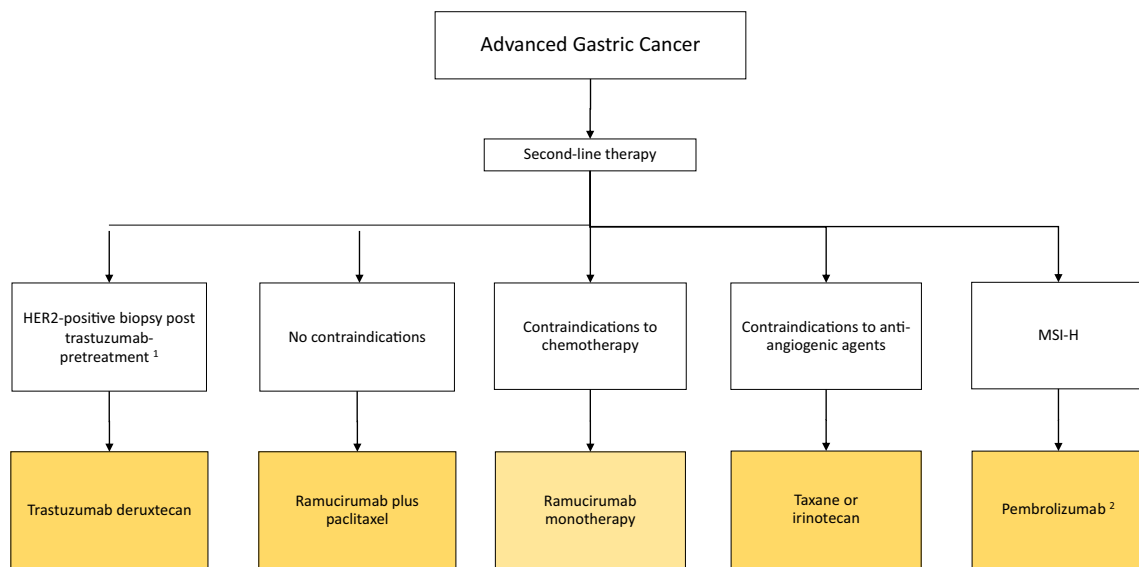 Advanced Gastric Cancer
Second-line therapy
HER2-positive biopsy post
trastuzumab-
pretreatment ¹
No contraindications
Contraindications to
chemotherapy
Contraindications to anti-
angiogenic agents
MSI-H
Trastuzumab deruxtecan
Ramucirumab plus
paclitaxel
Ramucirumab
monotherapy
Taxane or
irinotecan
Pembrolizumab ²